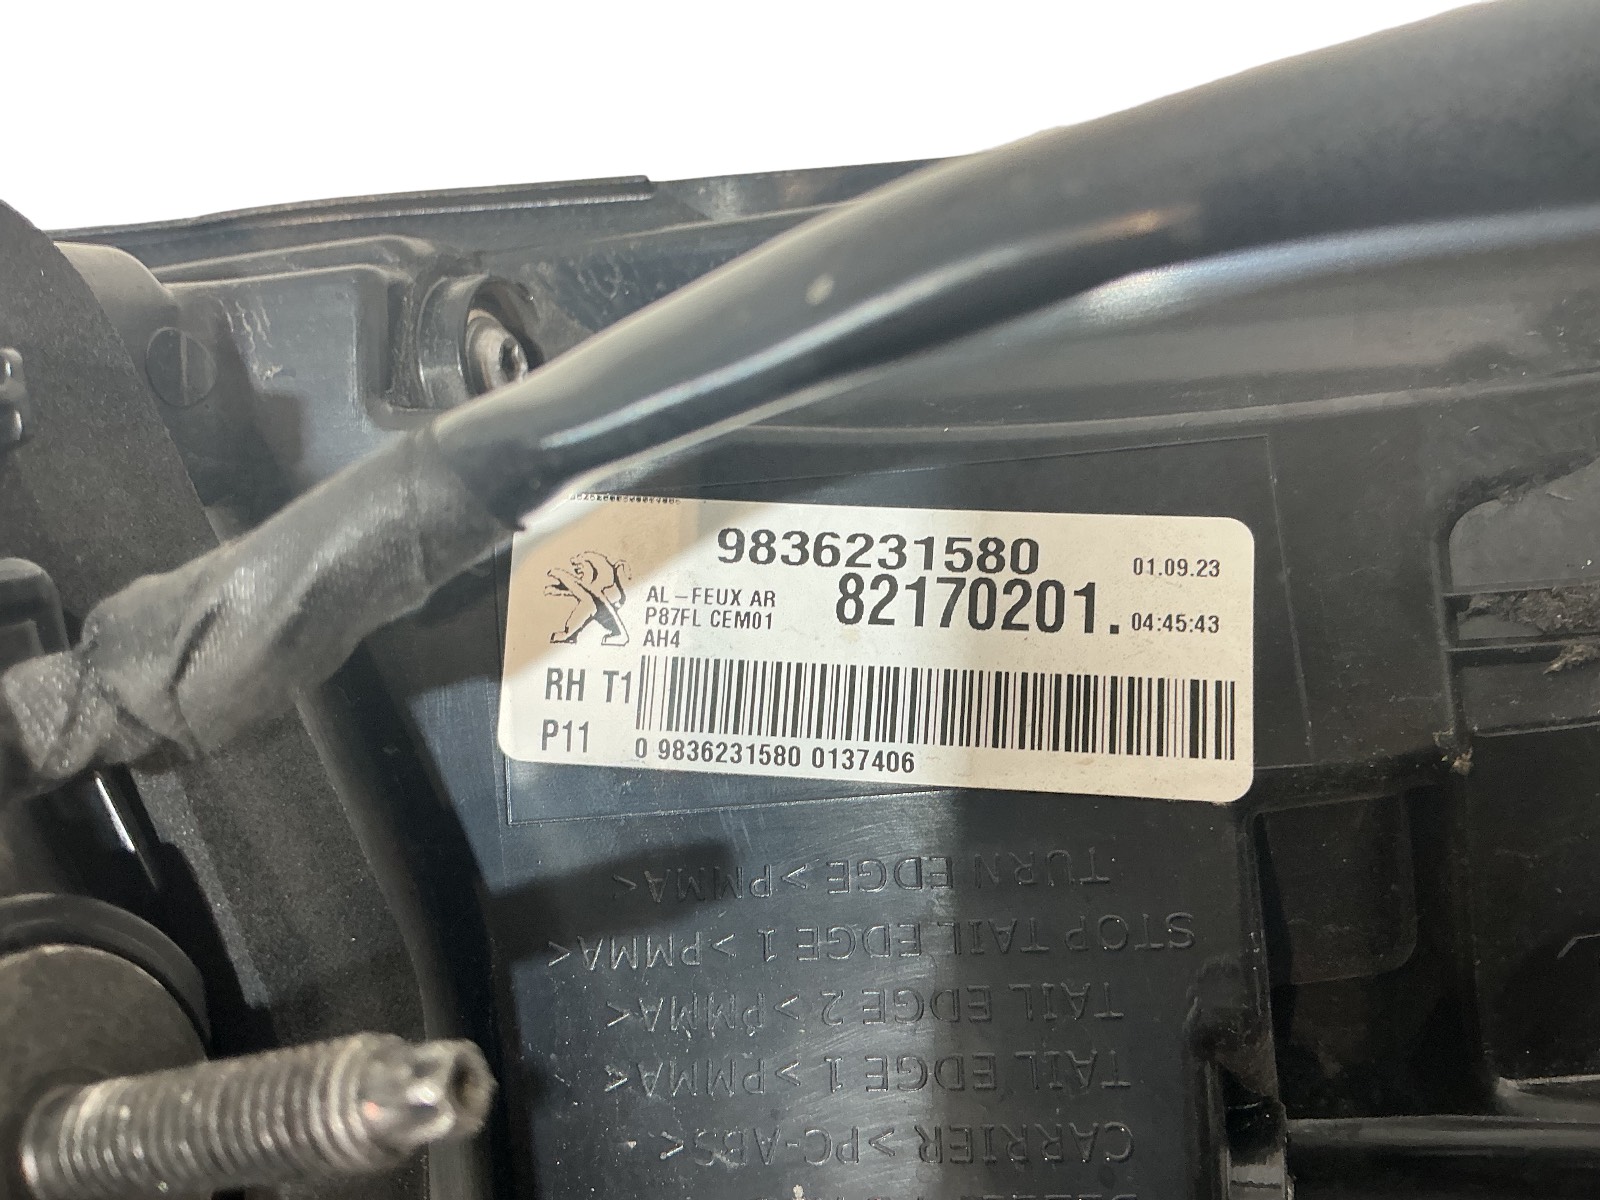 9836231580
01.09.23
AL-FEUX AR
82170201.
04:45:43
P87FL CEM01
AH4
RH T1
P11
0 9836231580 0137406
TURN EDGE >PMMA<
STOP TAIL EDGE 1 >PMMA<
TAIL EDGE 2 >PMMA<
TAIL EDGE 1 >PMMA<
CARRIER >PC-ABS<